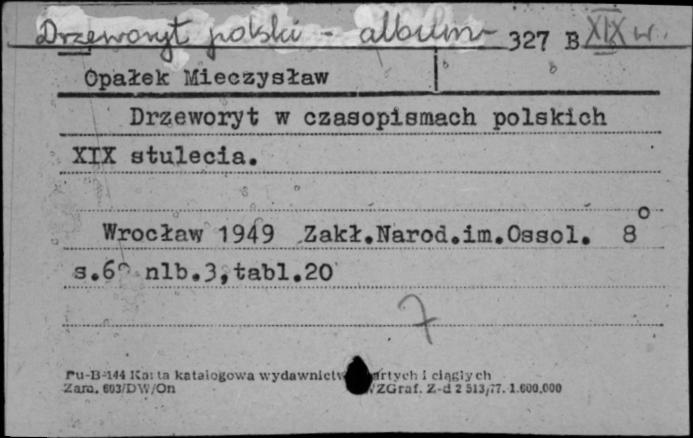 Drzeworyt polski - album 327 B XIX w.
Opałek Mieczysław
Drzeworyt w czasopismach polskich
XIX stulecia.
Wrocław 1949 Zakł.Narod.im.Ossol. 8°
nlb.3,tabl.20
7
Pu-B-144 Karta katalogowa i ciągłych
Zam. 603/DW/On Z-d 2 513/77. 1.600.000